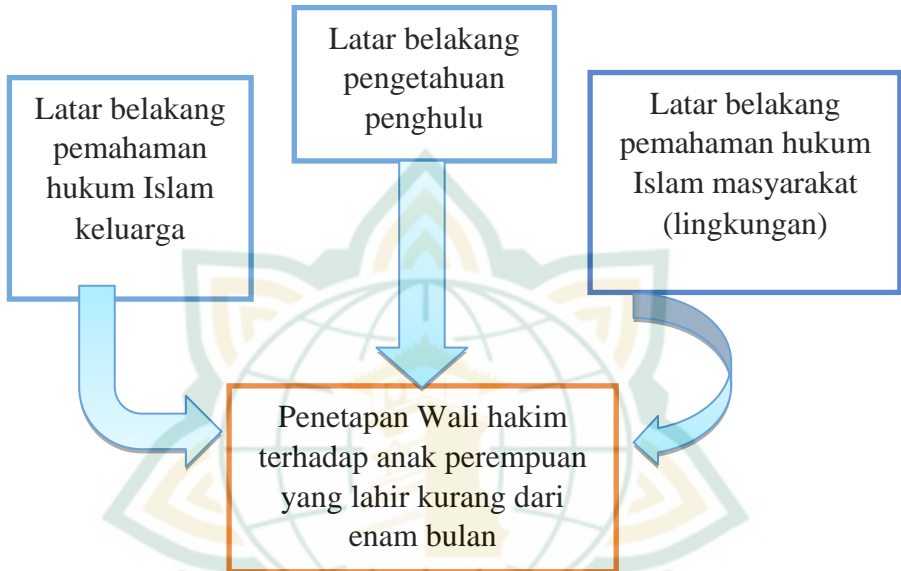 Latar belakang
pemahaman
hukum Islam
keluarga
Latar belakang
pengetahuan
penghulu
Latar belakang
pemahaman hukum
Islam masyarakat
(lingkungan)
Penetapan Wali hakim
terhadap anak perempuan
yang lahir kurang dari
enam bulan